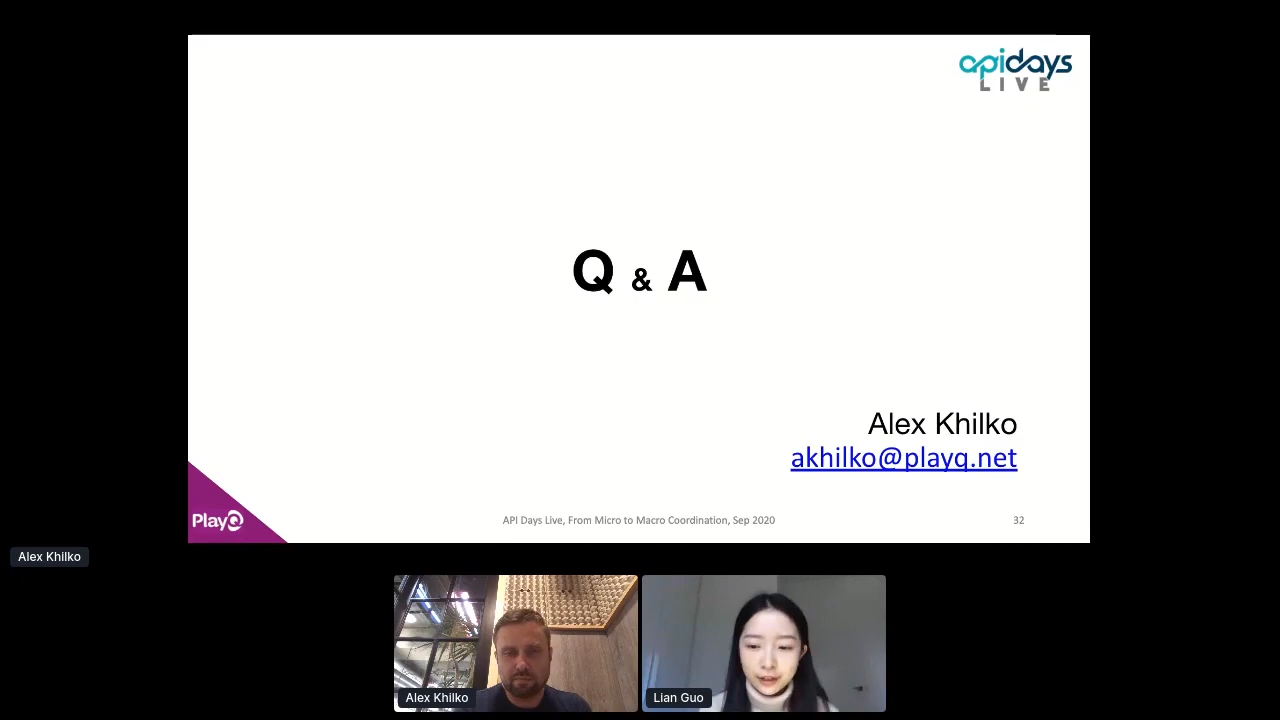 apidays
LIVE
Q & A
Alex Khilko
akhilko@playq.net
PlayQ
API Days Live, From Micro to Macro Coordination, Sep 2020
32
Alex Khilko
Alex Khilko
Lian Guo